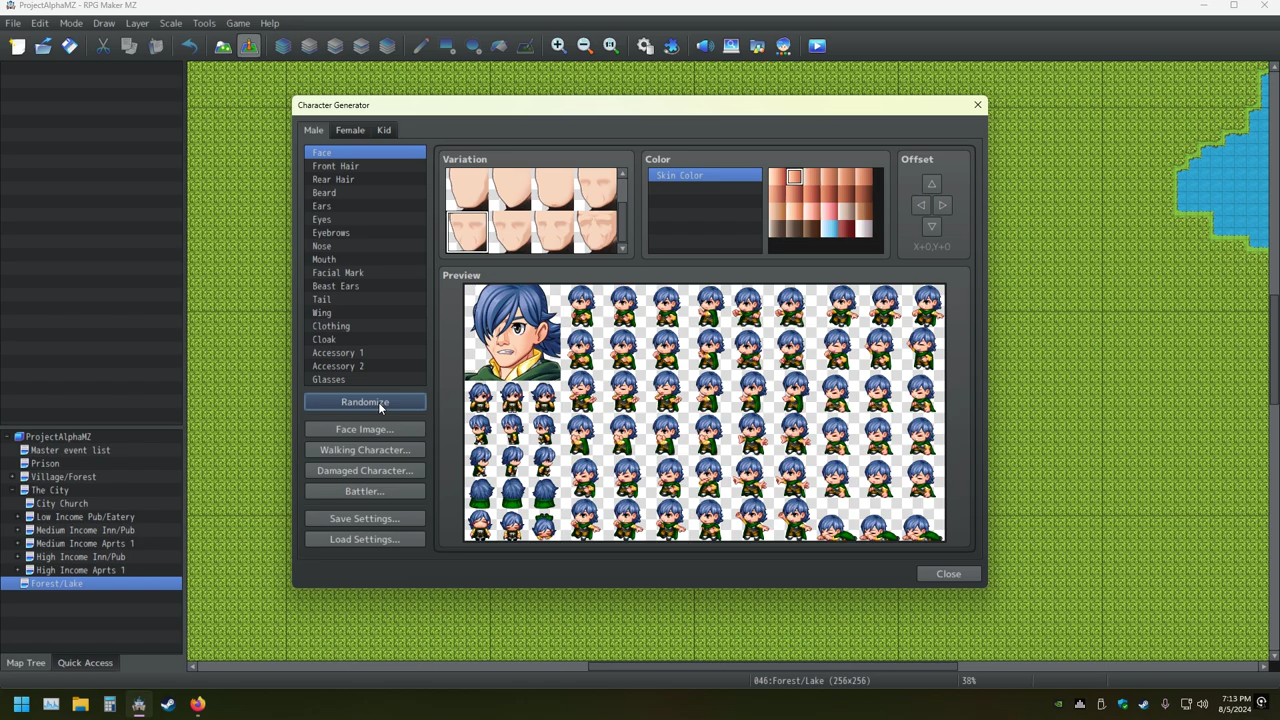 ProjectAlphaMZ - RPG Maker MZ
File Edit Mode Draw Layer Scale Tools Game Help
Character Generator
Male Female Kid
Face
Front Hair
Rear Hair
Beard
Ears
Eyes
Eyebrows
Nose
Mouth
Facial Mark
Beast Ears
Tail
Wing
Clothing
Cloak
Accessory 1
Accessory 2
Glasses
Randomize
Face Image...
Walking Character...
Damaged Character...
Battler...
Save Settings...
Load Settings...
Variation
Color
Skin Color
Offset
X+0,Y+0
Preview
Close
ProjectAlphaMZ
Master event list
Prison
Village/Forest
The City
City Church
Low Income Pub/Eatery
Medium Income Inn/Pub
Medium Income Aprts 1
High Income Inn/Pub
High Income Aprts 1
Forest/Lake
Map Tree Quick Access
046:Forest/Lake (256x256) 38%
7:13 PM
8/5/2024